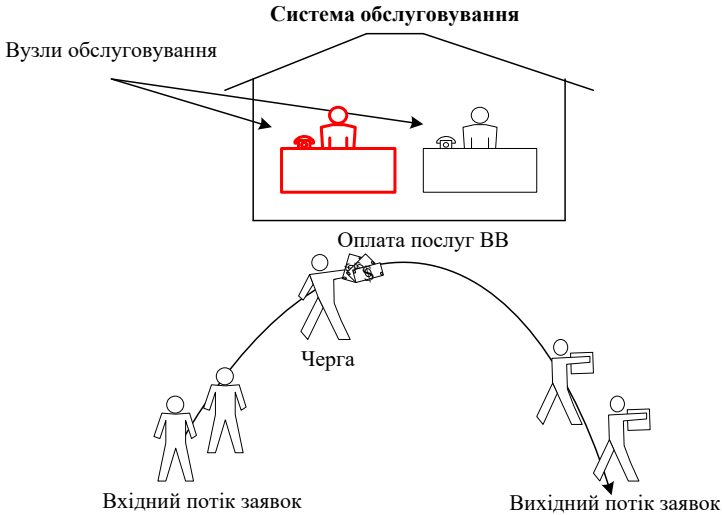 Система обслуговування
Вузли обслуговування
Оплата послуг ВВ
Черга
Вхідний потік заявок
Вихідний потік заявок